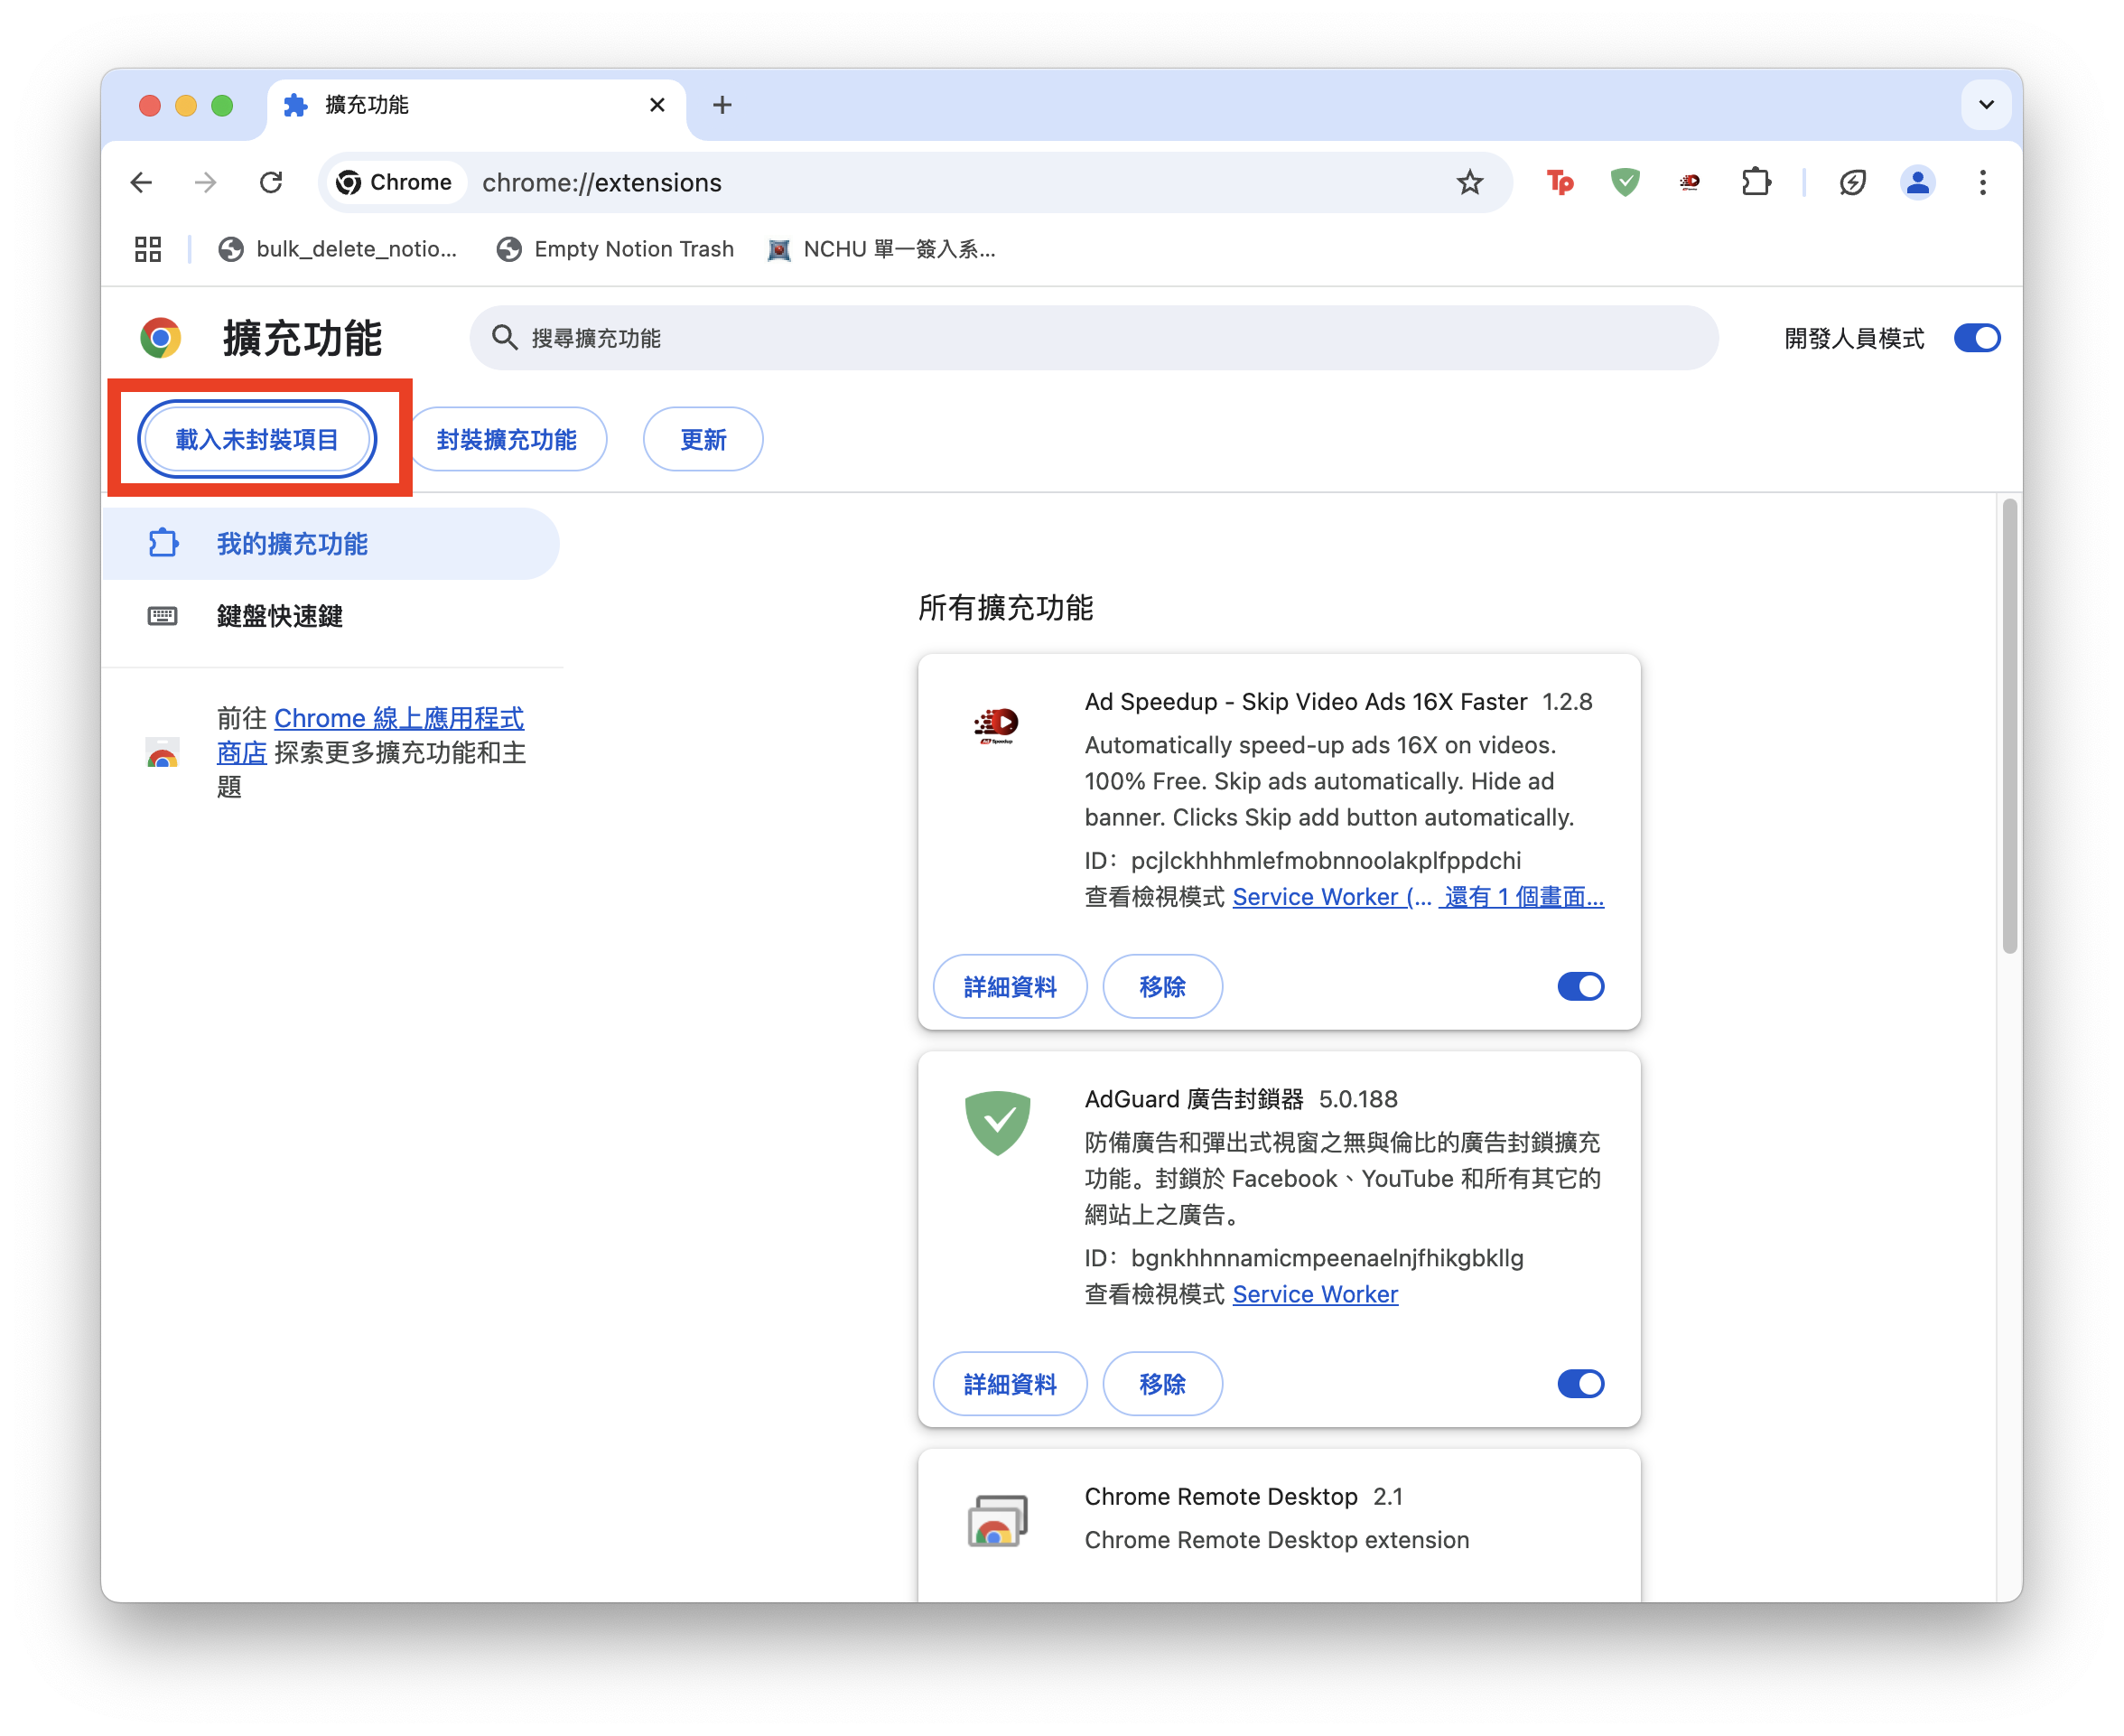 擴充功能
Chrome chrome://extensions
Tp
bulk_delete_notio... Empty Notion Trash NCHU 單一簽入系...
擴充功能 搜尋擴充功能 開發人員模式
載入未封裝項目 封裝擴充功能 更新
我的擴充功能
鍵盤快速鍵
前往 Chrome 線上應用程式
商店 探索更多擴充功能和主
題
所有擴充功能
Ad Speedup - Skip Video Ads 16X Faster 1.2.8
Automatically speed-up ads 16X on videos.
100% Free. Skip ads automatically. Hide ad
banner. Clicks Skip add button automatically.
ID：pcjlckhhhmlefmobnnoolakplfppdchi
查看檢視模式 Service Worker (... 還有 1 個畫面...
Ad Speedup
詳細資料 移除
AdGuard 廣告封鎖器 5.0.188
防備廣告和彈出式視窗之無與倫比的廣告封鎖擴充
功能。封鎖於 Facebook、YouTube 和所有其它的
網站上之廣告。
ID：bgnkhhnnamicmpeenaelnjfhikgbkllg
查看檢視模式 Service Worker
詳細資料 移除
Chrome Remote Desktop 2.1
Chrome Remote Desktop extension